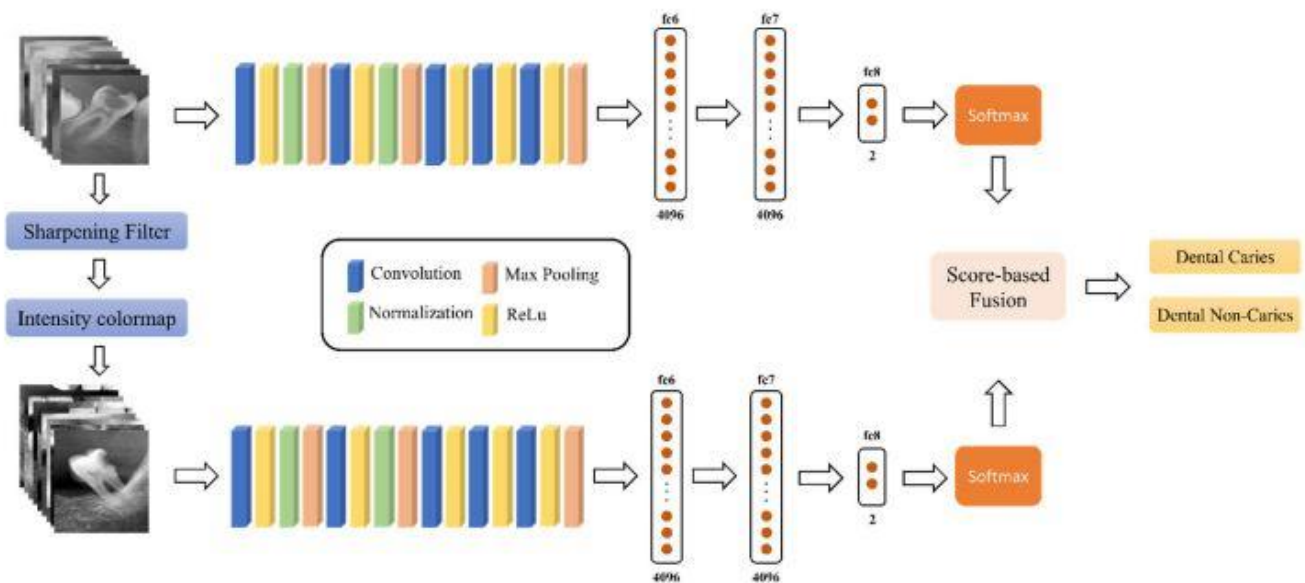 fc6
fc7
fc8
Softmax
2
4096
4096
Sharpening Filter
Intensity colormap
Convolution
Max Pooling
Normalization
ReLu
Score-based
Fusion
Dental Caries
Dental Non-Caries
fc6
fc7
fc8
Softmax
2
4096
4096